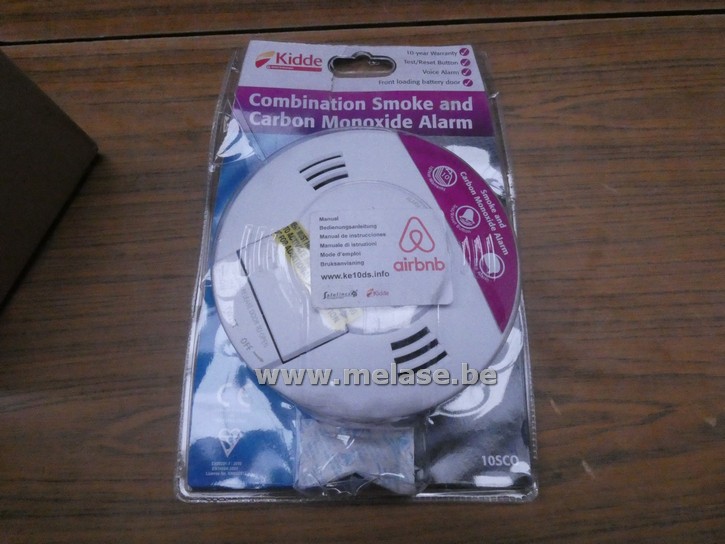 Kidde
10-year Warranty
Test/Reset Button
Voice Alarm
Front loading battery door
Combination Smoke and
Carbon Monoxide Alarm
Smoke and
Carbon Monoxide Alarm
Manual
Bedienungsanleitung
Manual de instrucciones
Manuale di istruzioni
Mode d'emploi
Bruksanvisning
www.ke10ds.info
airbnb
Kidde
OFF
www.melase.be
10SCO